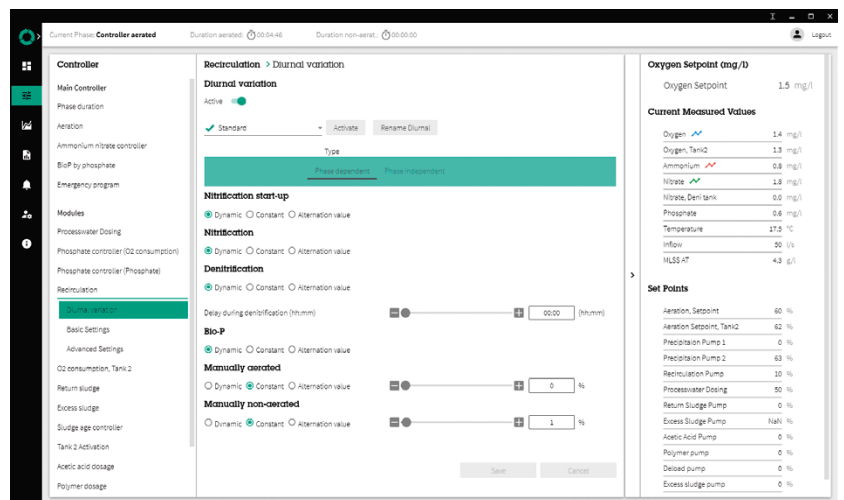 Current Phase: Controller aerated
Duration aerated: 00:04:46
Duration non-aerat.: 00:00:00
Logout
Controller
Main Controller
Phase duration
Aeration
Ammonium nitrate controller
BioP by phosphate
Emergency program
Modules
Processwater Dosing
Phosphate controller (O2 consumption)
Phosphate controller (Phosphate)
Recirculation
Diurnal variation
Basic Settings
Advanced Settings
O2 consumption, Tank 2
Return sludge
Excess sludge
Sludge age controller
Tank 2 Activation
Acetic acid dosage
Polymer dosage
Recirculation > Diurnal variation
Diurnal variation
Active
Standard
Activate
Rename Diurnal
Type
Phase dependent
Phase independent
Nitrification start-up
Dynamic Constant Alternation value
Nitrification
Dynamic Constant Alternation value
Denitrification
Dynamic Constant Alternation value
Delay during denitrification (hh:mm) 00:00 (hh:mm)
Bio-P
Dynamic Constant Alternation value
Manually aerated
Dynamic Constant Alternation value 0 %
Manually non-aerated
Dynamic Constant Alternation value 1 %
Save
Cancel
Oxygen Setpoint (mg/l)
Oxygen Setpoint 1.5 mg/l
Current Measured Values
Oxygen 1.4 mg/l
Oxygen, Tank2 1.3 mg/l
Ammonium 0.8 mg/l
Nitrate 1.8 mg/l
Nitrate, Deni tank 0.0 mg/l
Phosphate 0.6 mg/l
Temperature 17.5 °C
Inflow 50 l/s
MLSS AT 4.3 g/l
Set Points
Aeration, Setpoint 60 %
Aeration Setpoint, Tank2 62 %
Precipitaion Pump 1 0 %
Precipitaion Pump 2 63 %
Recirculation Pump 10 %
Processwater Dosing 50 %
Return Sludge Pump 0 %
Excess Sludge Pump NaN %
Acetic Acid Pump 0 %
Polymer pump 0 %
Deload pump 0 %
Excess sludge pump 0 %